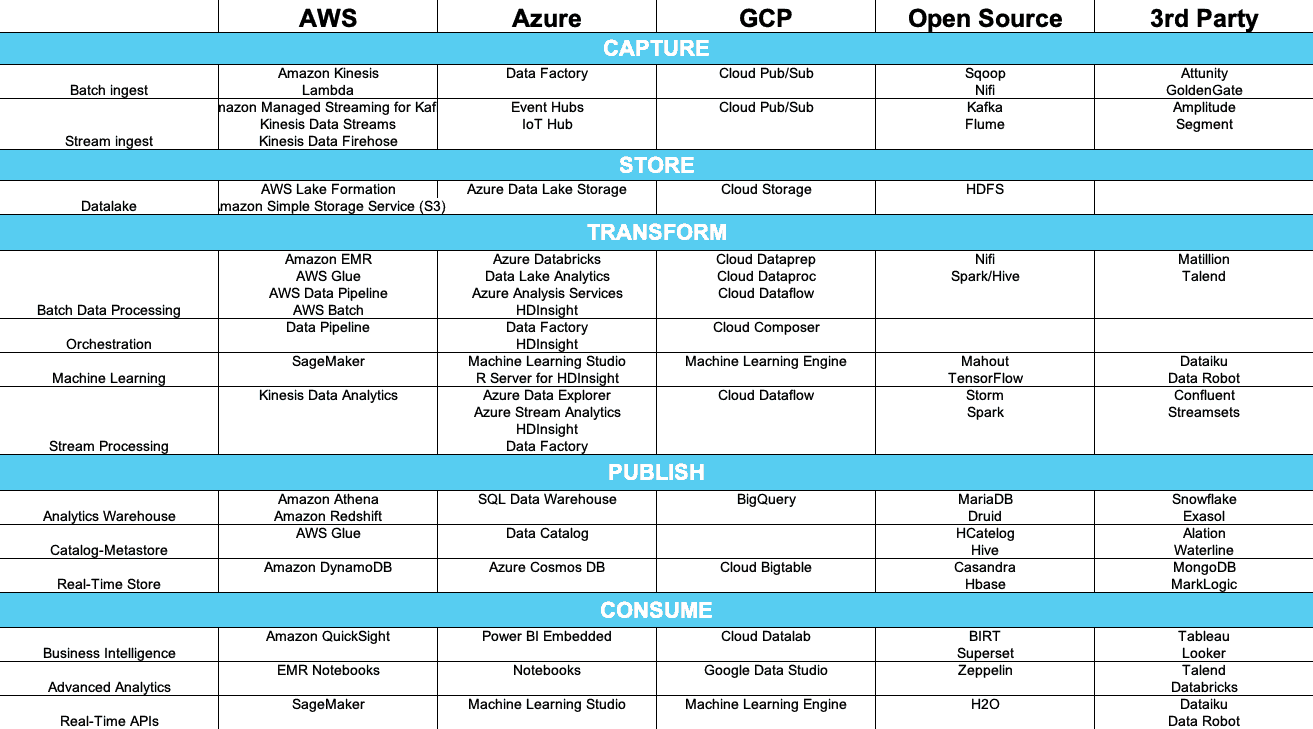 AWS Azure GCP Open Source 3rd Party
CAPTURE
Amazon Kinesis Data Factory Cloud Pub/Sub Sqoop Attunity
Batch ingest Lambda Nifi GoldenGate
nazon Managed Streaming for Kaf Event Hubs Cloud Pub/Sub Kafka Amplitude
Kinesis Data Streams IoT Hub Flume Segment
Stream ingest Kinesis Data Firehose
STORE
AWS Lake Formation Azure Data Lake Storage Cloud Storage HDFS
Datalake mazon Simple Storage Service (S3)
TRANSFORM
Amazon EMR Azure Databricks Cloud Dataprep Nifi Matillion
AWS Glue Data Lake Analytics Cloud Dataproc Spark/Hive Talend
AWS Data Pipeline Azure Analysis Services Cloud Dataflow
Batch Data Processing AWS Batch HDInsight
Data Pipeline Data Factory Cloud Composer
Orchestration HDInsight
SageMaker Machine Learning Studio Machine Learning Engine Mahout Dataiku
Machine Learning R Server for HDInsight TensorFlow Data Robot
Kinesis Data Analytics Azure Data Explorer Cloud Dataflow Storm Confluent
Azure Stream Analytics Spark Streamsets
HDInsight
Stream Processing Data Factory
PUBLISH
Amazon Athena SQL Data Warehouse BigQuery MariaDB Snowflake
Analytics Warehouse Amazon Redshift Druid Exasol
AWS Glue Data Catalog HCatelog Alation
Catalog-Metastore Hive Waterline
Amazon DynamoDB Azure Cosmos DB Cloud Bigtable Casandra MongoDB
Real-Time Store Hbase MarkLogic
CONSUME
Amazon QuickSight Power BI Embedded Cloud Datalab BIRT Tableau
Business Intelligence Superset Looker
EMR Notebooks Notebooks Google Data Studio Zeppelin Talend
Advanced Analytics Databricks
SageMaker Machine Learning Studio Machine Learning Engine H2O Dataiku
Real-Time APIs Data Robot